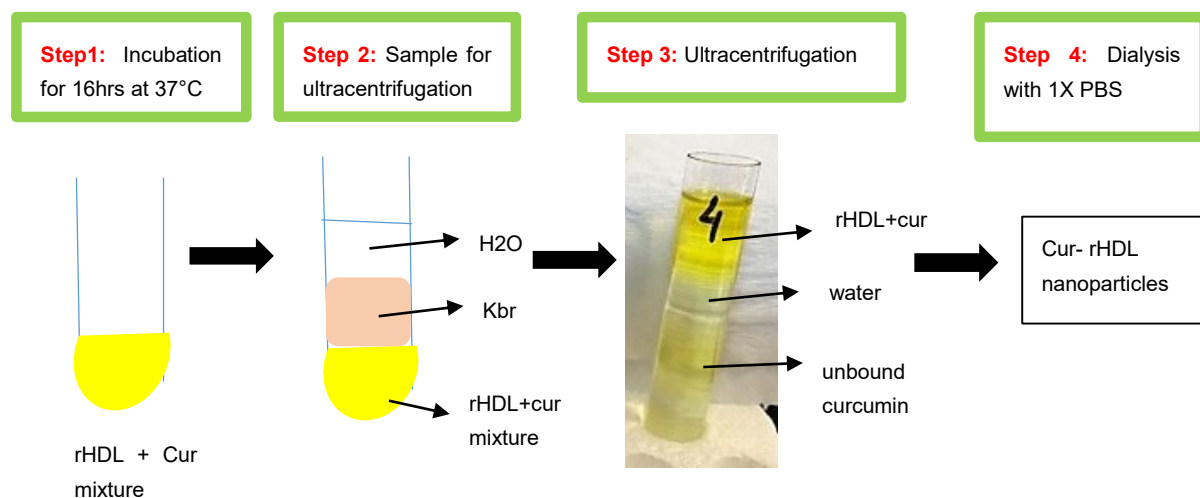 Step1: Incubation
for 16hrs at 37°C
Step 2: Sample for
ultracentrifugation
Step 3: Ultracentrifugation
Step 4: Dialysis
with 1X PBS
rHDL + Cur
mixture
H2O
Kbr
rHDL+cur
mixture
4
rHDL+cur
water
unbound
curcumin
Cur- rHDL
nanoparticles